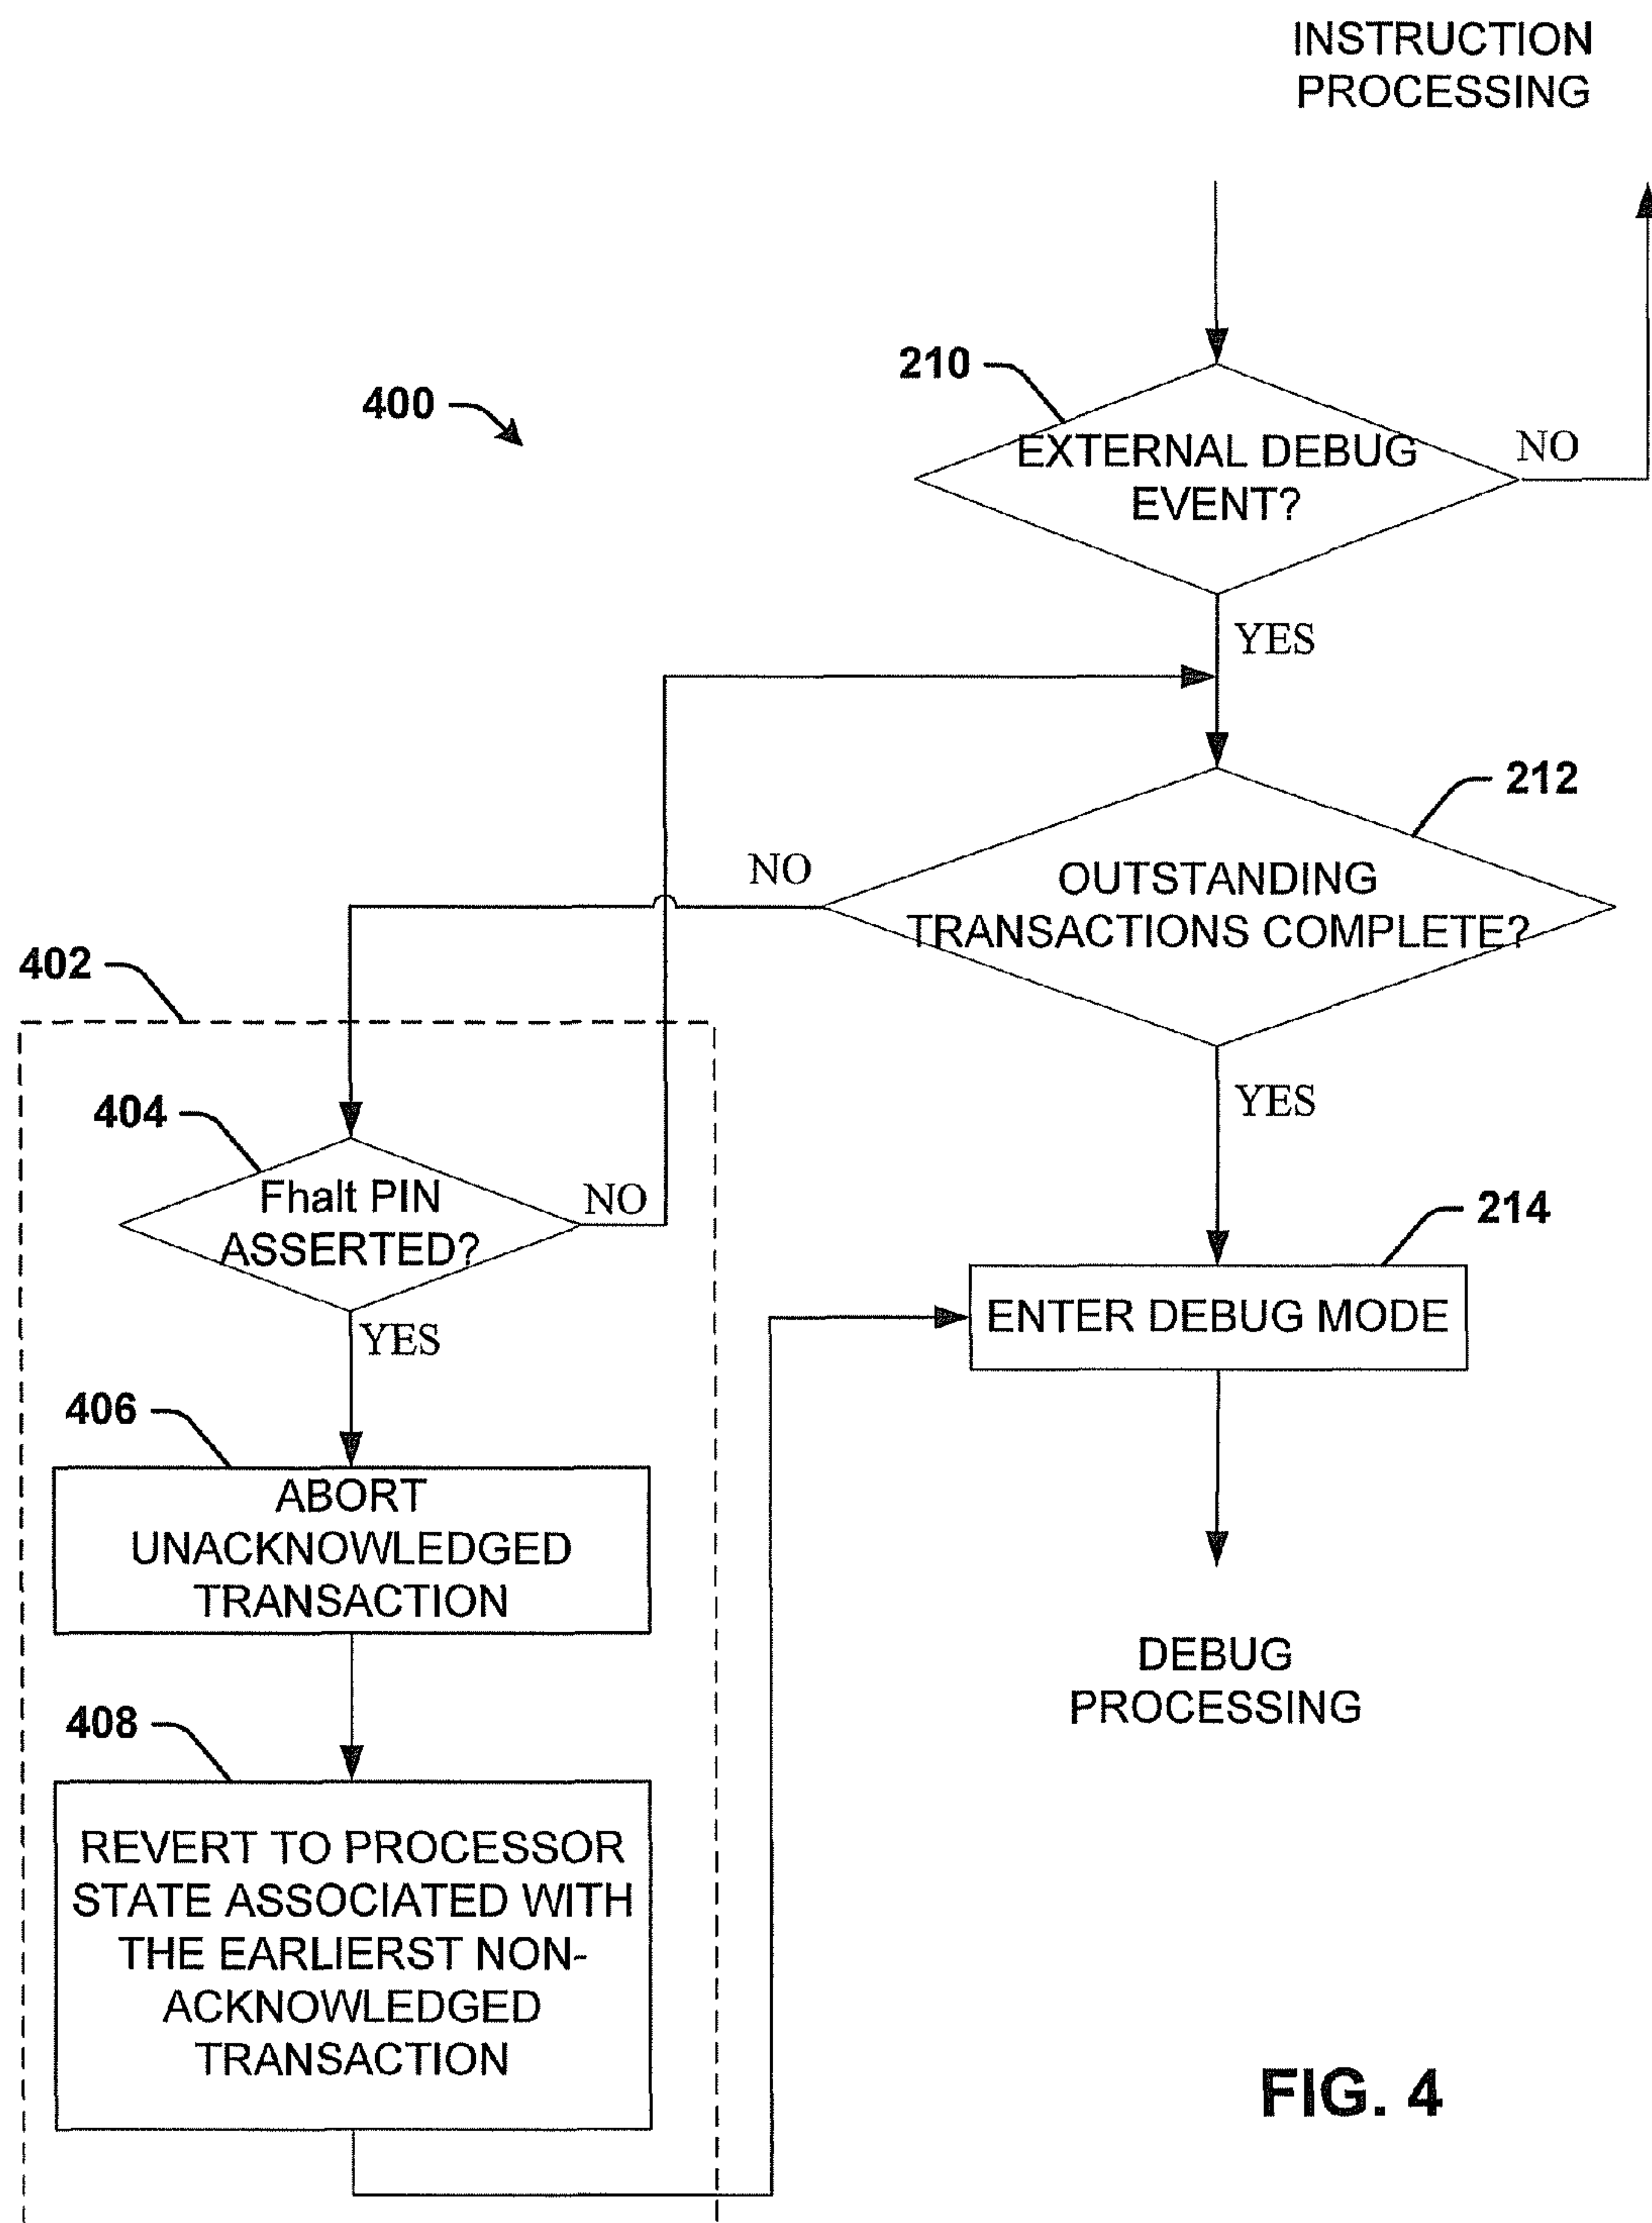 INSTRUCTION
PROCESSING
210
400
EXTERNAL DEBUG
EVENT?
NO
YES
212
NO
OUTSTANDING
TRANSACTIONS COMPLETE?
402
YES
404
Fhalt PIN
ASSERTED?
NO
214
YES
ENTER DEBUG MODE
406
ABORT
UNACKNOWLEDGED
TRANSACTION
DEBUG
PROCESSING
408
REVERT TO PROCESSOR
STATE ASSOCIATED WITH
THE EARLIERST NON-
ACKNOWLEDGED
TRANSACTION
FIG. 4